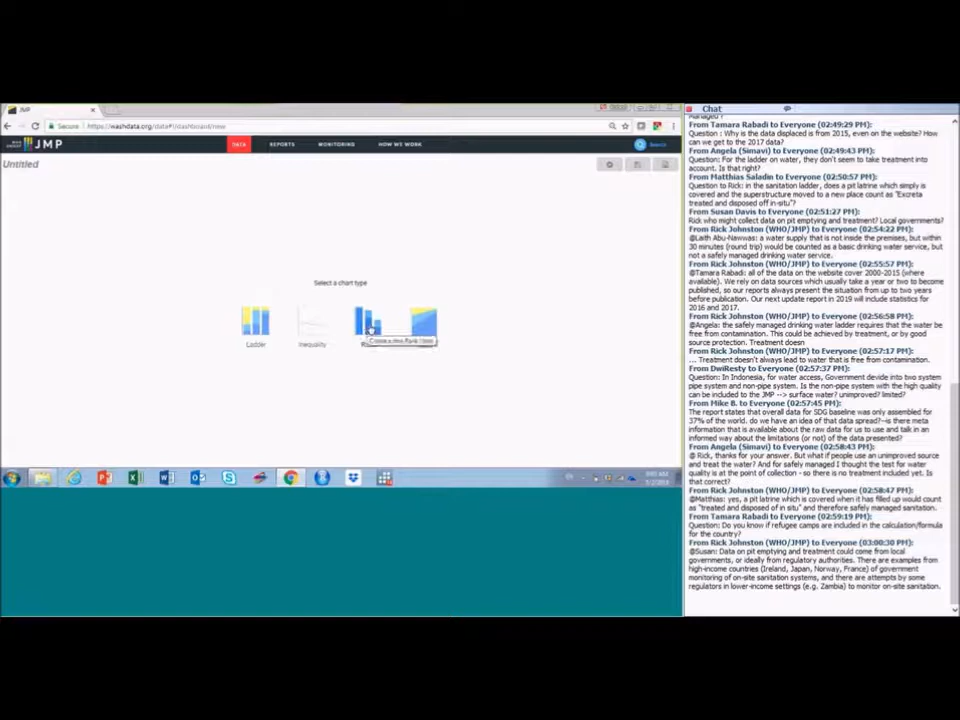 JMP
Secure
https://washdata.org/data#!/dashboard/new
JMP
DATA
REPORTS
MONITORING
HOW WE WORK
Search
Untitled
Select a chart type
Ladder
Inequality
5/2/2018
Chat
Managed ?
From Tamara Rabadi to Everyone (02:49:29 PM):
Question : Why is the data displaced is from 2015, even on the website? How
can we get to the 2017 data?
From Angela (Simavi) to Everyone (02:49:43 PM):
Question: For the ladder on water, they don't seem to take treatment into
account. Is that right?
From Matthias Saladin to Everyone (02:50:57 PM):
Question to Rick: in the sanitation ladder, does a pit latrine which simply is
covered and the superstructure moved to a new place count as "Excreta
treated and disposed off in-situ"?
From Susan Davis to Everyone (02:51:27 PM):
Rick who might collect data on pit emptying and treatment? Local governments?
From Rick Johnston (WHO/JMP) to Everyone (02:54:22 PM):
@Laith Abu-Nawwas: a water supply that is not inside the premises, but within
30 minutes (round trip) would be counted as a basic drinking water service, but
not a safely managed drinking water service.
From Rick Johnston (WHO/JMP) to Everyone (02:55:57 PM):
@Tamara Rabadi: all of the data on the website cover 2000-2015 (where
available). We rely on data sources which usually take a year or two to become
published, so our reports always present the situation from up to two years
before publication. Our next update report in 2019 will include statistics for
2016 and 2017.
From Rick Johnston (WHO/JMP) to Everyone (02:56:58 PM):
@Angela: the safely managed drinking water ladder requires that the water be
free from contamination. This could be achieved by treatment, or by good
source protection. Treatment doesn
From Rick Johnston (WHO/JMP) to Everyone (02:57:17 PM):
... Treatment doesn't always lead to water that is free from contamination.
From DwiResty to Everyone (02:57:37 PM):
Question: In Indonesia, for water access, Government devide into two system
pipe system and non-pipe system. Is the non-pipe system with the high quality
can be included to the JMP --> surface water? unimproved? limited?
From Mike B. to Everyone (02:57:45 PM):
The report states that overall data for SDG baseline was only assembled for
37% of the world. do we have an idea of that data spread?--is there meta
information that is available about the raw data for us to use and talk in an
informed way about the limitations (or not) of the data presented?
From Angela (Simavi) to Everyone (02:58:43 PM):
@ Rick, thanks for your answer. But what if people use an unimproved source
and treat the water? And for safely managed I thought the test for water
quality is at the point of collection - so there is no treatment included yet. Is
that correct?
From Rick Johnston (WHO/JMP) to Everyone (02:58:47 PM):
@Matthias: yes, a pit latrine which is covered when it has filled up would count
as "treated and disposed of in situ" and therefore safely managed sanitation.
From Tamara Rabadi to Everyone (02:59:19 PM):
Question: Do you know if refugee camps are included in the calculation/formula
for the country?
From Rick Johnston (WHO/JMP) to Everyone (03:00:30 PM):
@Susan: Data on pit emptying and treatment could come from local
governments, or ideally from regulatory authorities. There are examples from
high-income countries (Ireland, Japan, Norway, France) of government
monitoring of on-site sanitation systems, and there are attempts by some
regulators in lower-income settings (e.g. Zambia) to monitor on-site sanitation.